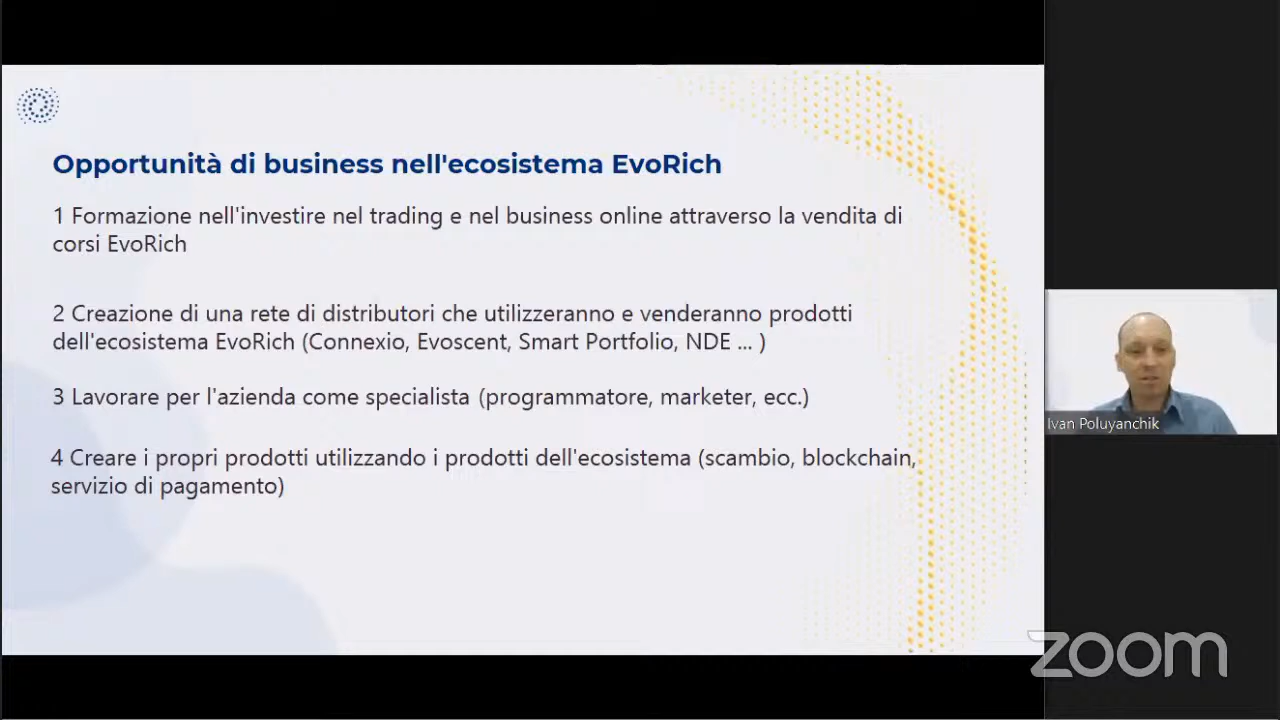 Opportunità di business nell'ecosistema EvoRich
1 Formazione nell'investire nel trading e nel business online attraverso la vendita di
corsi EvoRich
2 Creazione di una rete di distributori che utilizzeranno e venderanno prodotti
dell'ecosistema EvoRich (Connexio, Evoscent, Smart Portfolio, NDE ... )
3 Lavorare per l'azienda come specialista (programmatore, marketer, ecc.)
4 Creare i propri prodotti utilizzando i prodotti dell'ecosistema (scambio, blockchain,
servizio di pagamento)
Ivan Poluyanchik
zoom